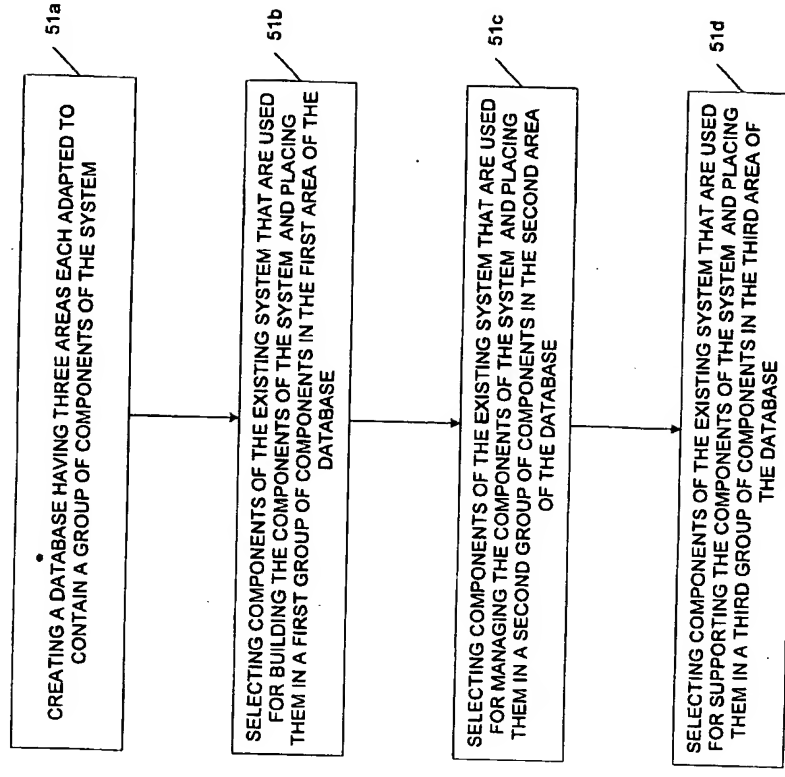 51a
CREATING A DATABASE HAVING THREE AREAS EACH ADAPTED TO
CONTAIN A GROUP OF COMPONENTS OF THE SYSTEM
51b
SELECTING COMPONENTS OF THE EXISTING SYSTEM THAT ARE USED
FOR BUILDING THE COMPONENTS OF THE SYSTEM AND PLACING
THEM IN A FIRST GROUP OF COMPONENTS IN THE FIRST AREA OF THE
DATABASE
51c
SELECTING COMPONENTS OF THE EXISTING SYSTEM THAT ARE USED
FOR MANAGING THE COMPONENTS OF THE SYSTEM AND PLACING
THEM IN A SECOND GROUP OF COMPONENTS IN THE SECOND AREA
OF THE DATABASE
51d
SELECTING COMPONENTS OF THE EXISTING SYSTEM THAT ARE USED
FOR SUPPORTING THE COMPONENTS OF THE SYSTEM AND PLACING
THEM IN A THIRD GROUP OF COMPONENTS IN THE THIRD AREA OF
THE DATABASE